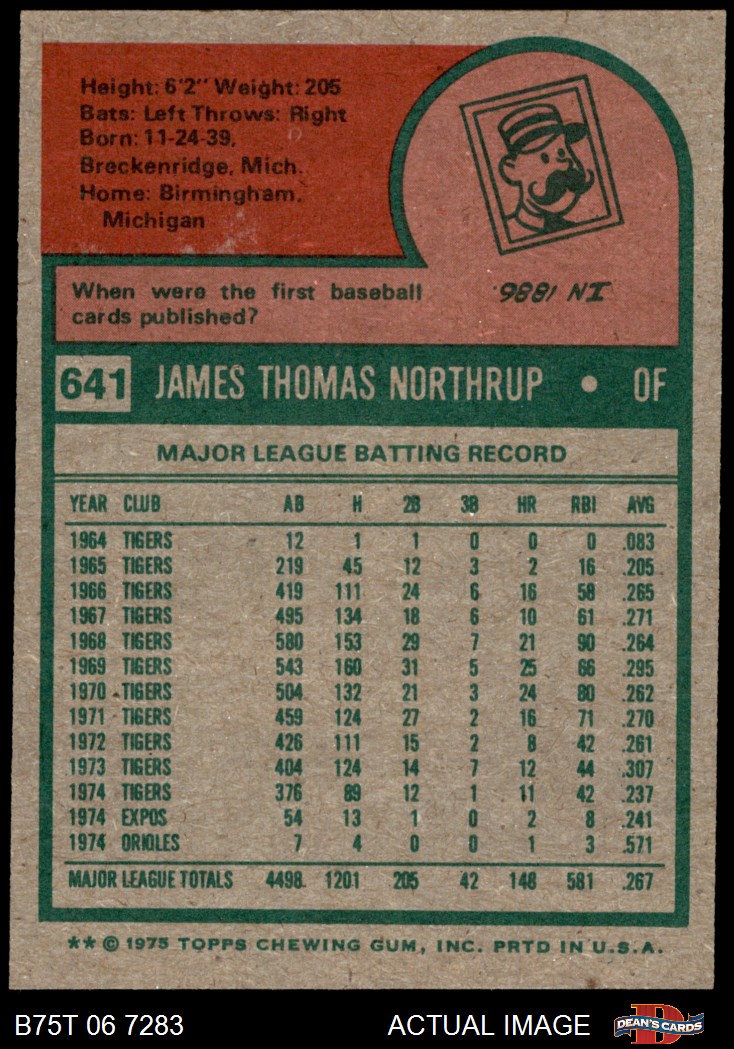 Height: 6'2" Weight: 205
Bats: Left Throws: Right
Born: 11-24-39,
Breckenridge, Mich.
Home: Birmingham,
Michigan
When were the first baseball
cards published?
IN 1886.
641 JAMES THOMAS NORTHRUP • OF
MAJOR LEAGUE BATTING RECORD
YEAR CLUB AB H 2B 3B HR RBI AVG
1964 TIGERS 12 1 1 0 0 0 .083
1965 TIGERS 219 45 12 3 2 16 .205
1966 TIGERS 419 111 24 6 16 58 .265
1967 TIGERS 495 134 18 6 10 61 .271
1968 TIGERS 580 153 29 7 21 90 .264
1969 TIGERS 543 160 31 5 25 66 .295
1970 TIGERS 504 132 21 3 24 80 .262
1971 TIGERS 459 124 27 2 16 71 .270
1972 TIGERS 426 111 15 2 8 42 .261
1973 TIGERS 404 124 14 7 12 44 .307
1974 TIGERS 376 89 12 1 11 42 .237
1974 EXPOS 54 13 1 0 2 8 .241
1974 ORIOLES 7 4 0 0 1 3 .571
MAJOR LEAGUE TOTALS 4498 1201 205 42 148 581 .267
** © 1975 TOPPS CHEWING GUM, INC. PRTD IN U.S.A.
B75T 06 7283 ACTUAL IMAGE DEAN'S CARDS